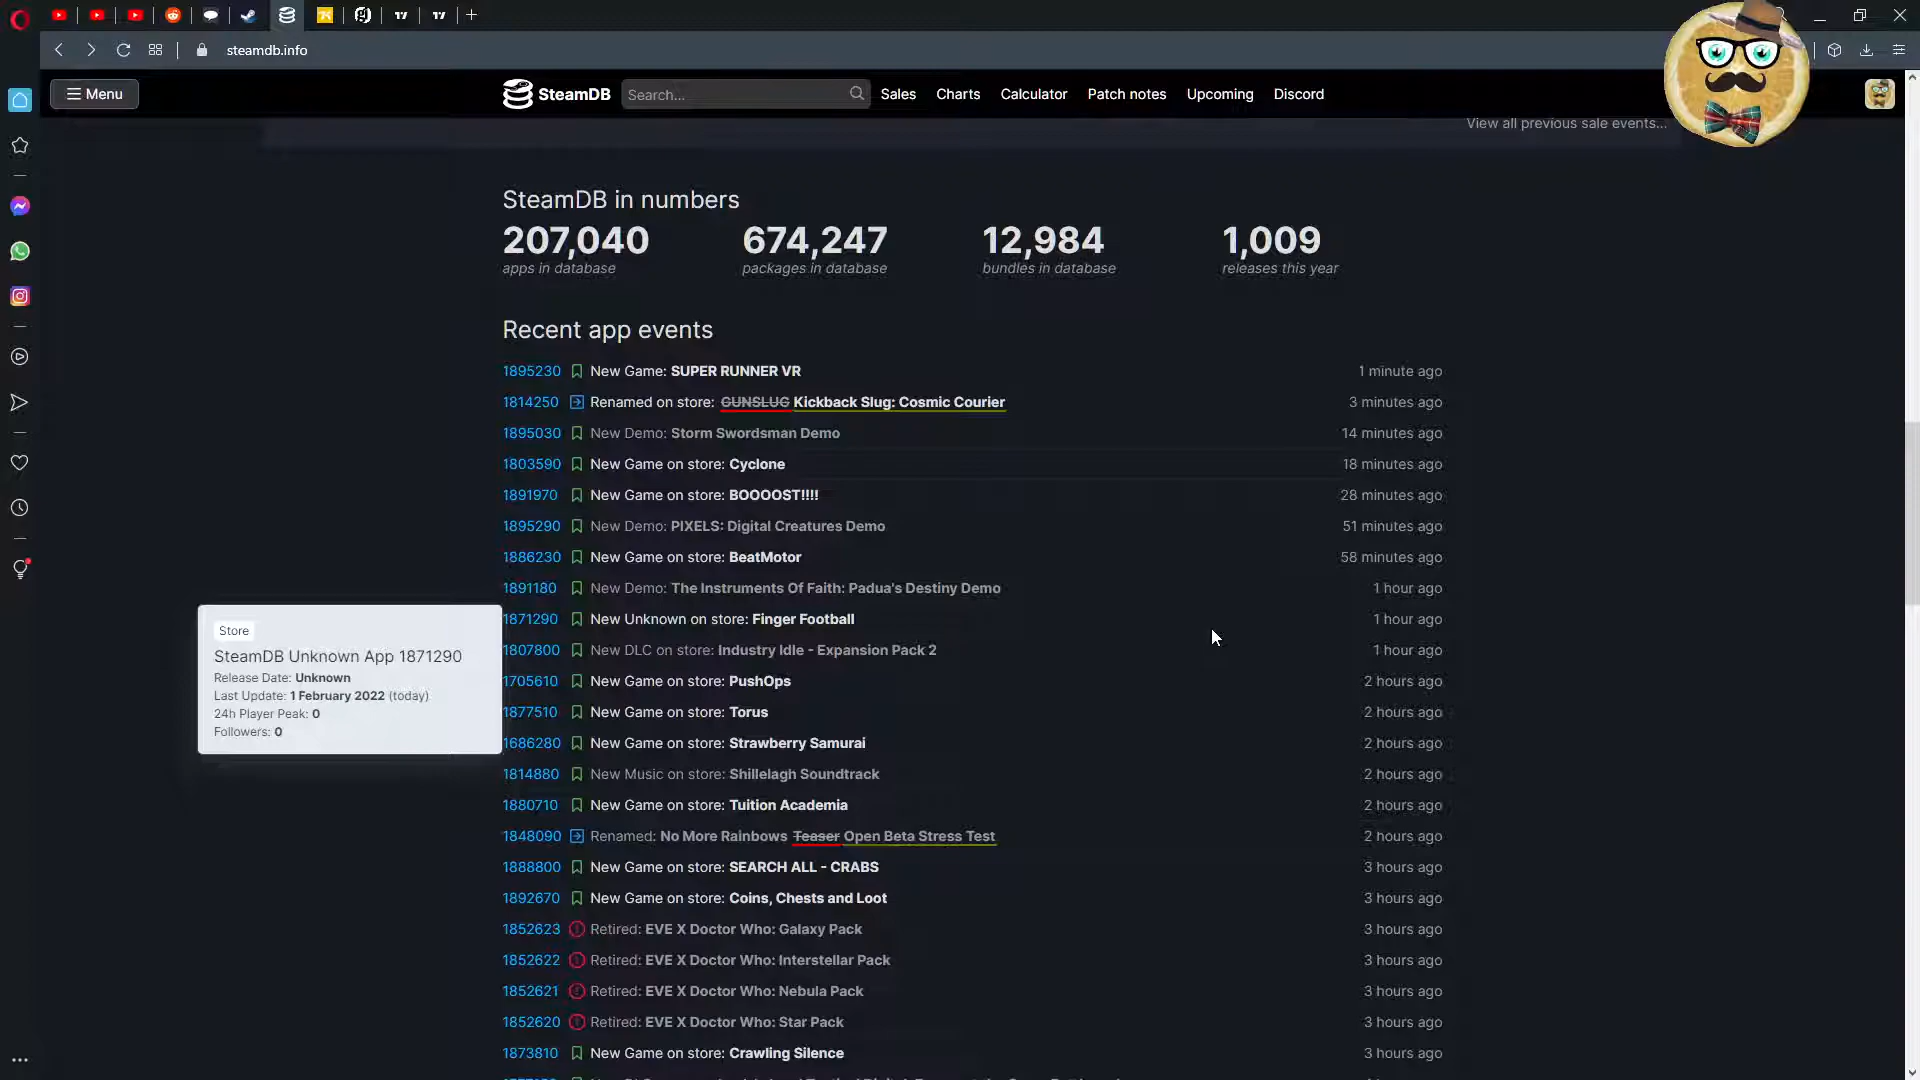 steamdb.info
Menu
SteamDB
Search...
Sales
Charts
Calculator
Patch notes
Upcoming
Discord
View all previous sale events...
SteamDB in numbers
207,040 674,247 12,984 1,009
apps in database packages in database bundles in database releases this year
Recent app events
1895230 New Game: SUPER RUNNER VR 1 minute ago
1814250 Renamed on store: GUNSLUG Kickback Slug: Cosmic Courier 3 minutes ago
1895030 New Demo: Storm Swordsman Demo 14 minutes ago
1803590 New Game on store: Cyclone 18 minutes ago
1891970 New Game on store: BOOOOST!!!! 28 minutes ago
1895290 New Demo: PIXELS: Digital Creatures Demo 51 minutes ago
1886230 New Game on store: BeatMotor 58 minutes ago
1891180 New Demo: The Instruments Of Faith: Padua's Destiny Demo 1 hour ago
1871290 New Unknown on store: Finger Football 1 hour ago
1807800 New DLC on store: Industry Idle - Expansion Pack 2 1 hour ago
1705610 New Game on store: PushOps 2 hours ago
1877510 New Game on store: Torus 2 hours ago
1686280 New Game on store: Strawberry Samurai 2 hours ago
1814880 New Music on store: Shillelagh Soundtrack 2 hours ago
1880710 New Game on store: Tuition Academia 2 hours ago
1848090 Renamed: No More Rainbows Teaser Open Beta Stress Test 2 hours ago
1888800 New Game on store: SEARCH ALL - CRABS 3 hours ago
1892670 New Game on store: Coins, Chests and Loot 3 hours ago
1852623 Retired: EVE X Doctor Who: Galaxy Pack 3 hours ago
1852622 Retired: EVE X Doctor Who: Interstellar Pack 3 hours ago
1852621 Retired: EVE X Doctor Who: Nebula Pack 3 hours ago
1852620 Retired: EVE X Doctor Who: Star Pack 3 hours ago
1873810 New Game on store: Crawling Silence 3 hours ago
Store
SteamDB Unknown App 1871290
Release Date: Unknown
Last Update: 1 February 2022 (today)
24h Player Peak: 0
Followers: 0